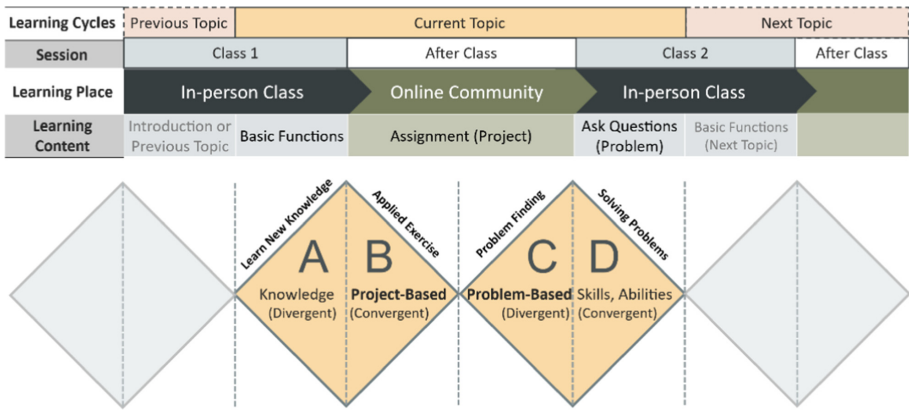 Learning Cycles Previous Topic Current Topic Next Topic
Session Class 1 After Class Class 2 After Class
Learning Place In-person Class Online Community In-person Class
Learning Content
Introduction or
Previous Topic
Basic Functions
Assignment (Project)
Ask Questions
(Problem)
Basic Functions
(Next Topic)
Learn New Knowledge
Applied Exercise
Problem Finding
Solving Problems
A B C D
Knowledge Project-Based Problem-Based Skills, Abilities
(Divergent) (Convergent) (Divergent) (Convergent)